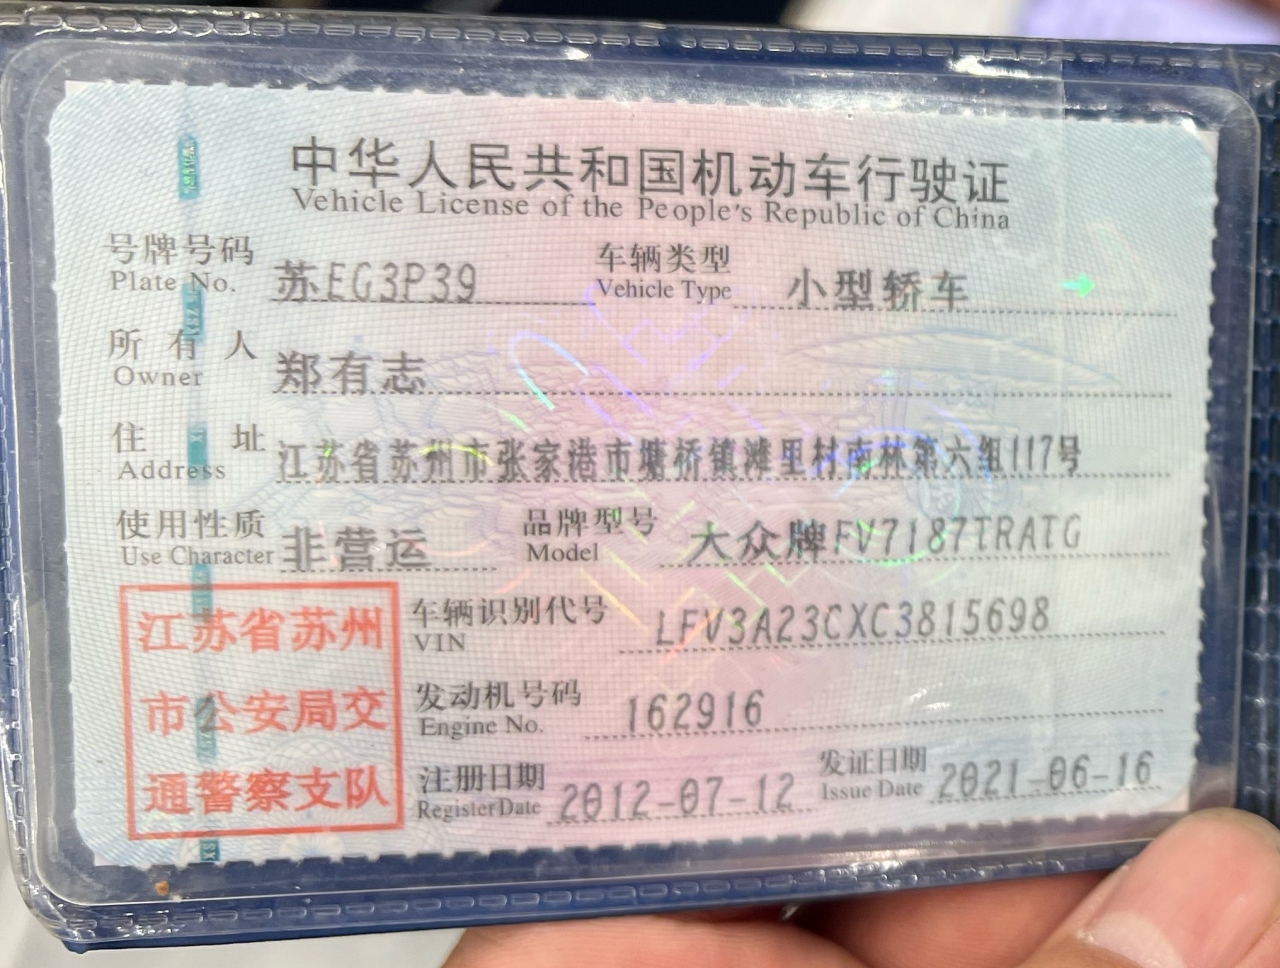 中华人民共和国机动车行驶证
Vehicle License of the People's Republic of China
号牌号码 苏EG3P39 车辆类型 小型轿车
Plate No. Vehicle Type
所有人 郑有志
Owner
住址 江苏省苏州市张家港市塘桥镇滩里村南林第六组117号
Address
使用性质 非营运 品牌型号 大众牌FV7187TRATG
Use Character Model
江苏省苏州
市公安局交
通警察支队
车辆识别代号 LFV3A23CXC3815698
VIN
发动机号码 162916
Engine No.
注册日期 2012-07-12 发证日期 2021-06-16
Register Date Issue Date